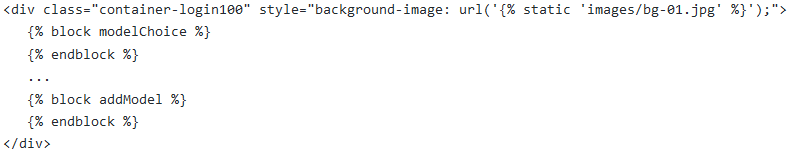 <div class="container-login100" style="background-image: url('{% static 'images/bg-01.jpg' %}');">
   {% block modelChoice %}
   {% endblock %}
   ...
   {% block addModel %}
   {% endblock %}
</div>